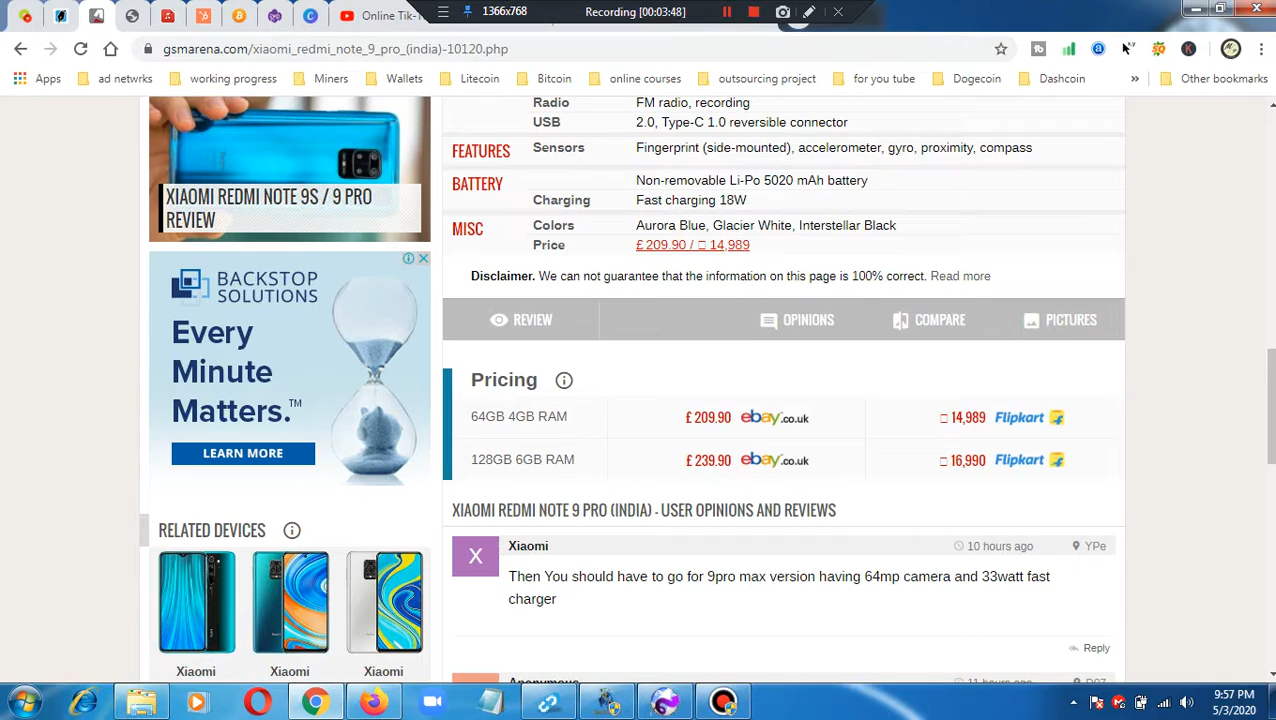 Online Tik-
1366x768
Recording [00:03:48]
gsmarena.com/xiaomi_redmi_note_9_pro_(india)-10120.php
Apps
ad netwrks
working progress
Miners
Wallets
Litecoin
Bitcoin
online courses
outsourcing project
for you tube
Dogecoin
Dashcoin
»
Other bookmarks
XIAOMI REDMI NOTE 9S / 9 PRO
REVIEW
Radio FM radio, recording
USB 2.0, Type-C 1.0 reversible connector
FEATURES Sensors Fingerprint (side-mounted), accelerometer, gyro, proximity, compass
BATTERY Non-removable Li-Po 5020 mAh battery
Charging Fast charging 18W
MISC Colors Aurora Blue, Glacier White, Interstellar Black
Price £ 209.90 / □ 14,989
Disclaimer. We can not guarantee that the information on this page is 100% correct. Read more
BACKSTOP
SOLUTIONS
Every
Minute
Matters.™
LEARN MORE
REVIEW OPINIONS COMPARE PICTURES
Pricing
64GB 4GB RAM £ 209.90 ebay.co.uk □ 14,989 Flipkart
128GB 6GB RAM £ 239.90 ebay.co.uk □ 16,990 Flipkart
XIAOMI REDMI NOTE 9 PRO (INDIA) - USER OPINIONS AND REVIEWS
X
Xiaomi 10 hours ago YPe
Then You should have to go for 9pro max version having 64mp camera and 33watt fast
charger
Reply
RELATED DEVICES
Xiaomi Xiaomi Xiaomi
Anonymous 11 hours ago
9:57 PM
5/3/2020